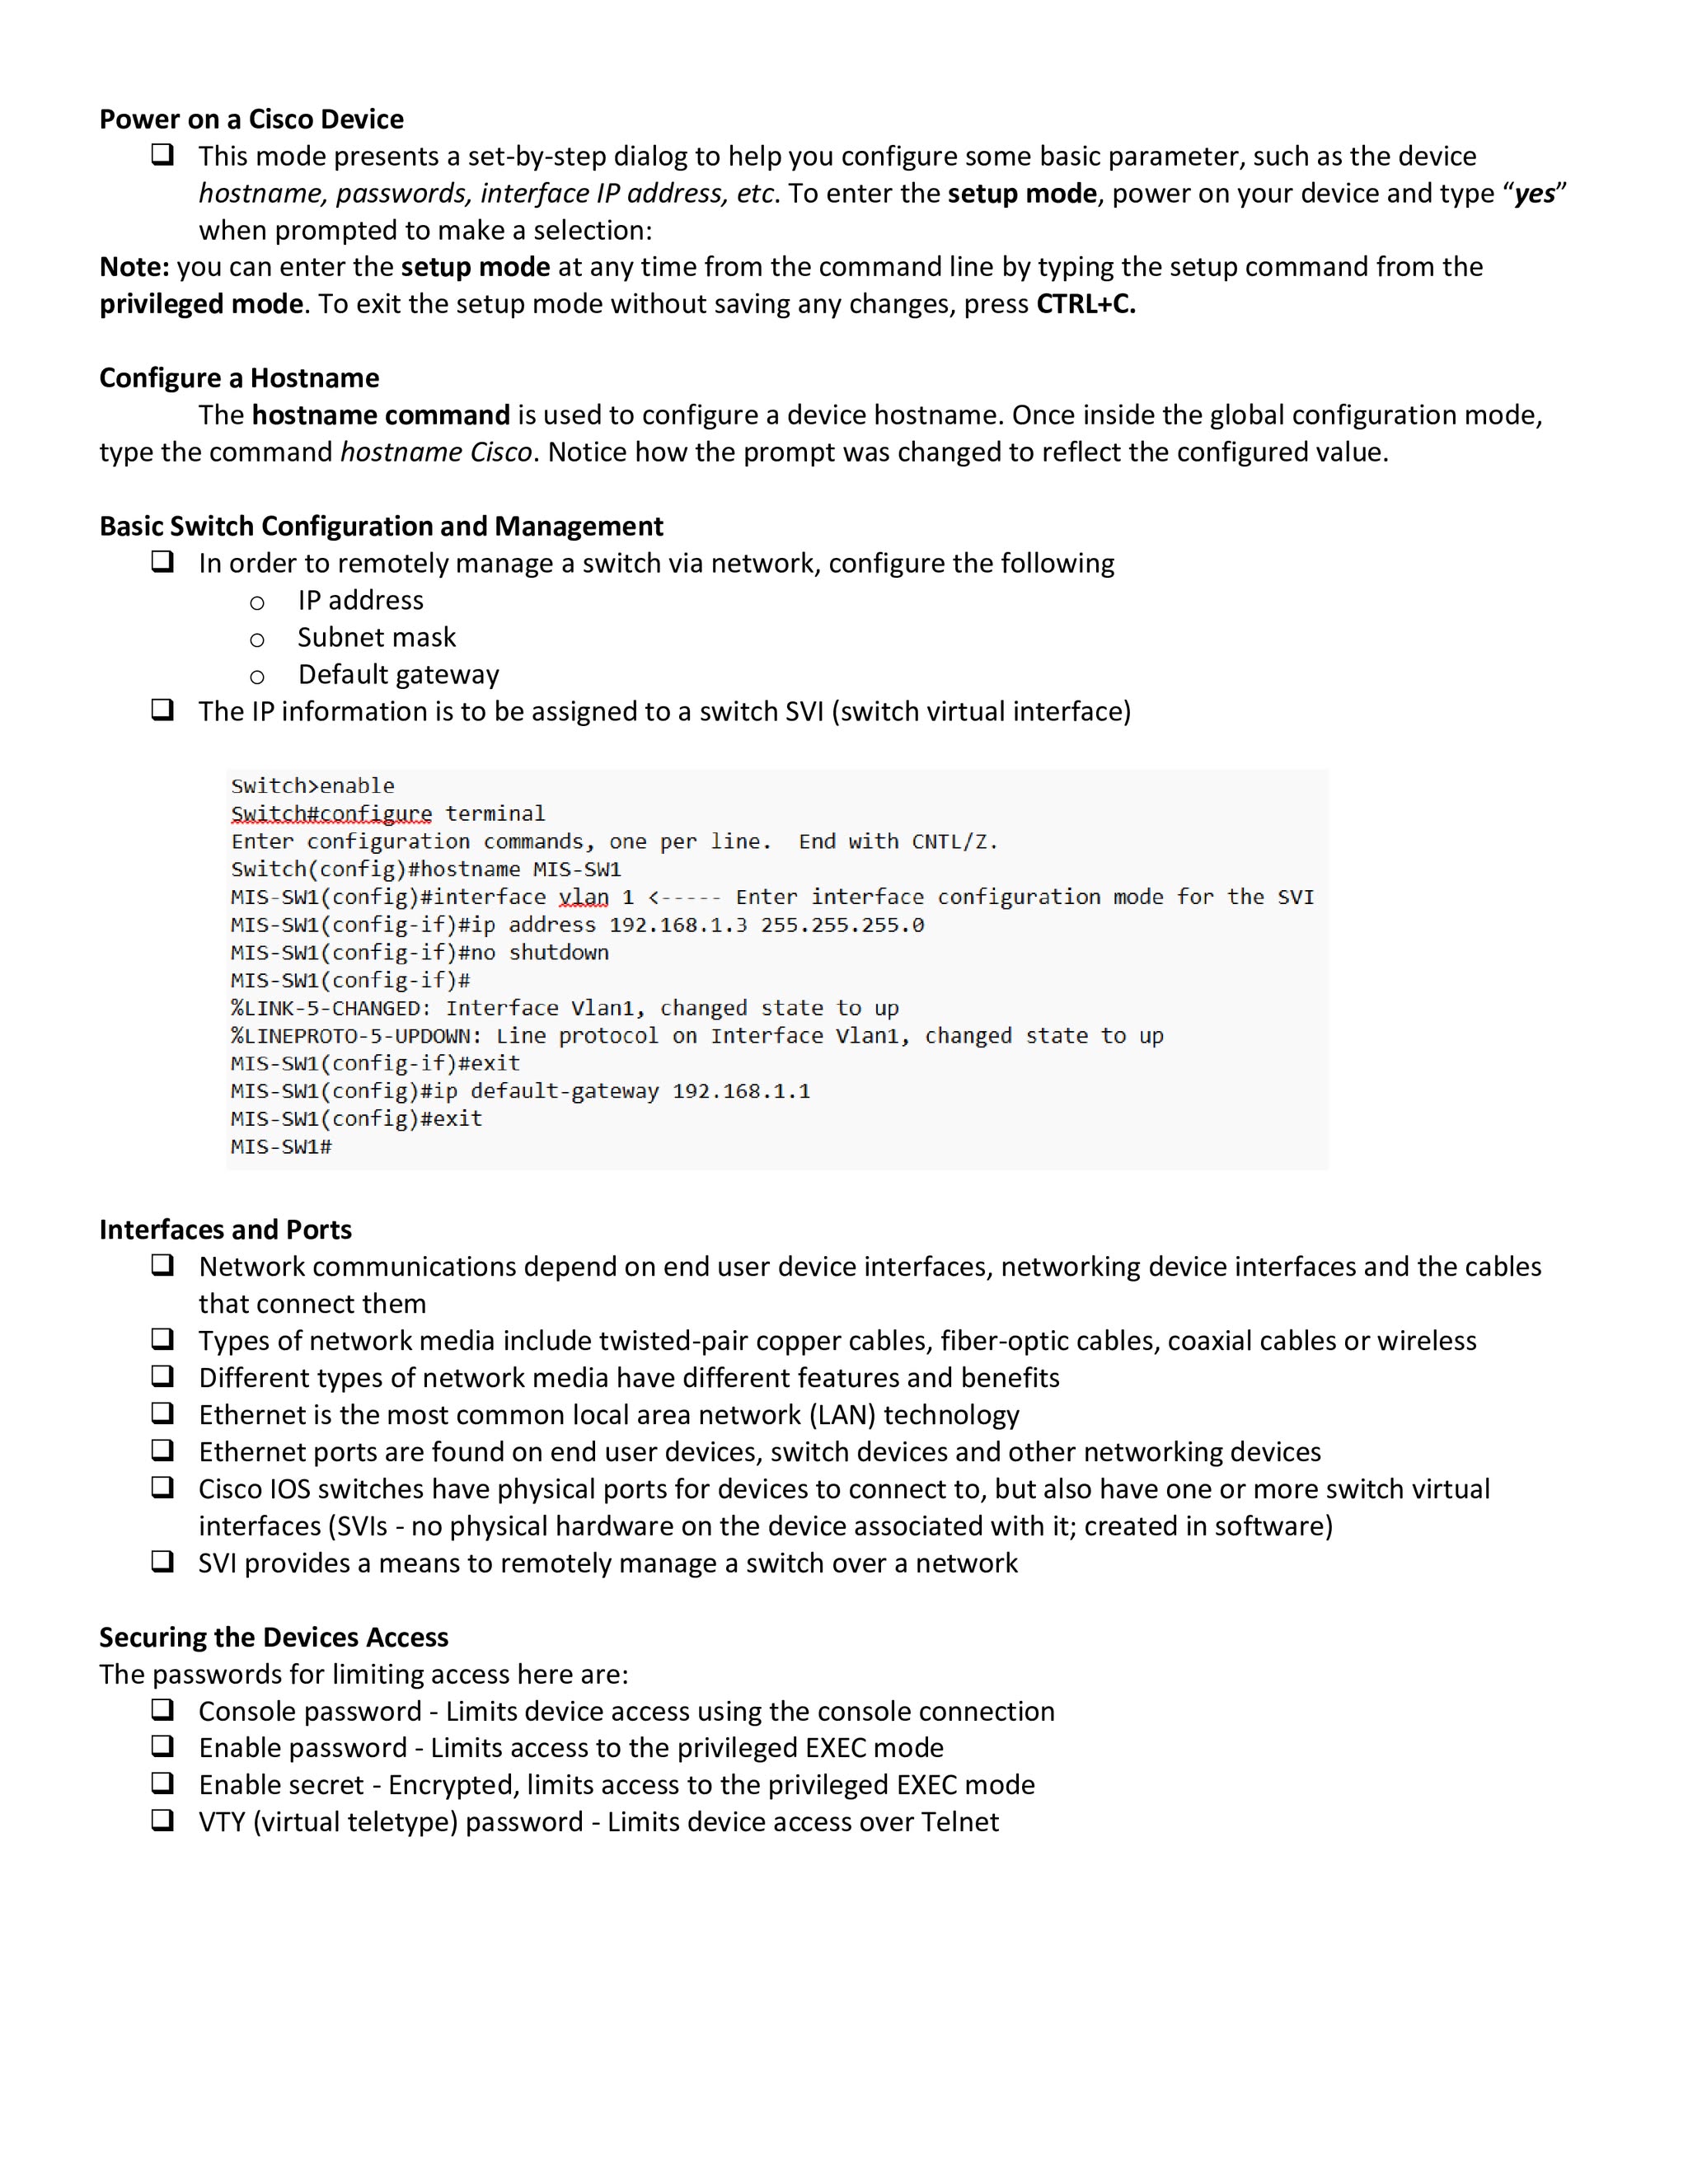 Power on a Cisco Device
❑ This mode presents a set-by-step dialog to help you configure some basic parameter, such as the device
hostname, passwords, interface IP address, etc. To enter the setup mode, power on your device and type “yes”
when prompted to make a selection:
Note: you can enter the setup mode at any time from the command line by typing the setup command from the
privileged mode. To exit the setup mode without saving any changes, press CTRL+C.
Configure a Hostname
The hostname command is used to configure a device hostname. Once inside the global configuration mode,
type the command hostname Cisco. Notice how the prompt was changed to reflect the configured value.
Basic Switch Configuration and Management
❑ In order to remotely manage a switch via network, configure the following
o IP address
o Subnet mask
o Default gateway
❑ The IP information is to be assigned to a switch SVI (switch virtual interface)
Switch>enable
Switch#configure terminal
Enter configuration commands, one per line.  End with CNTL/Z.
Switch(config)#hostname MIS-SW1
MIS-SW1(config)#interface vlan 1 <----- Enter interface configuration mode for the SVI
MIS-SW1(config-if)#ip address 192.168.1.3 255.255.255.0
MIS-SW1(config-if)#no shutdown
MIS-SW1(config-if)#
%LINK-5-CHANGED: Interface Vlan1, changed state to up
%LINEPROTO-5-UPDOWN: Line protocol on Interface Vlan1, changed state to up
MIS-SW1(config-if)#exit
MIS-SW1(config)#ip default-gateway 192.168.1.1
MIS-SW1(config)#exit
MIS-SW1#
Interfaces and Ports
❑ Network communications depend on end user device interfaces, networking device interfaces and the cables
that connect them
❑ Types of network media include twisted-pair copper cables, fiber-optic cables, coaxial cables or wireless
❑ Different types of network media have different features and benefits
❑ Ethernet is the most common local area network (LAN) technology
❑ Ethernet ports are found on end user devices, switch devices and other networking devices
❑ Cisco IOS switches have physical ports for devices to connect to, but also have one or more switch virtual
interfaces (SVIs - no physical hardware on the device associated with it; created in software)
❑ SVI provides a means to remotely manage a switch over a network
Securing the Devices Access
The passwords for limiting access here are:
❑ Console password - Limits device access using the console connection
❑ Enable password - Limits access to the privileged EXEC mode
❑ Enable secret - Encrypted, limits access to the privileged EXEC mode
❑ VTY (virtual teletype) password - Limits device access over Telnet